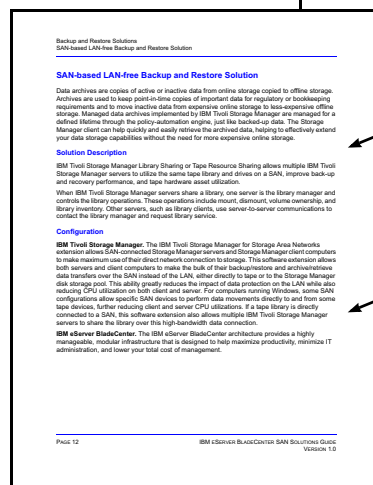 Backup and Restore Solutions
SAN-based LAN-free Backup and Restore Solution
SAN-based LAN-free Backup and Restore Solution
Data archives are copies of active or inactive data from online storage copied to offline storage.
Archives are used to keep point-in-time copies of important data for regulatory or bookkeeping
requirements and to move inactive data from expensive online storage to less-expensive offline
storage. Managed data archives implemented by IBM Tivoli Storage Manager are managed for a
defined lifetime through the policy-automation engine, just like backed-up data. The Storage
Manager client can help quickly and easily retrieve the archived data, helping to effectively extend
your data storage capabilities without the need for more expensive online storage.
Solution Description
IBM Tivoli Storage Manager Library Sharing or Tape Resource Sharing allows multiple IBM Tivoli
Storage Manager servers to utilize the same tape library and drives on a SAN, improve back-up
and recovery performance, and tape hardware asset utilization.
When IBM Tivoli Storage Manager servers share a library, one server is the library manager and
controls the library operations. These operations include mount, dismount, volume ownership, and
library inventory. Other servers, such as library clients, use server-to-server communications to
contact the library manager and request library service.
Configuration
IBM Tivoli Storage Manager. The IBM Tivoli Storage Manager for Storage Area Networks
extension allows SAN-connected Storage Manager servers and Storage Manager client computers
to make maximum use of their direct network connection to storage. This software extension allows
both servers and client computers to make the bulk of their backup/restore and archive/retrieve
data transfers over the SAN instead of the LAN, either directly to tape or to the Storage Manager
disk storage pool. This ability greatly reduces the impact of data protection on the LAN while also
reducing CPU utilization on both client and server. For computers running Windows, some SAN
configurations allow specific SAN devices to perform data movements directly to and from some
tape devices, further reducing client and server CPU utilizations. If a tape library is directly
connected to a SAN, this software extension also allows multiple IBM Tivoli Storage Manager
servers to share the library over this high-bandwidth data connection.
IBM eServer BladeCenter. The IBM eServer BladeCenter architecture provides a highly
manageable, modular infrastructure that is designed to help maximize productivity, minimize IT
administration, and lower your total cost of management.
PAGE 12
IBM ESERVER BLADECENTER SAN SOLUTIONS GUIDE
VERSION 1.0